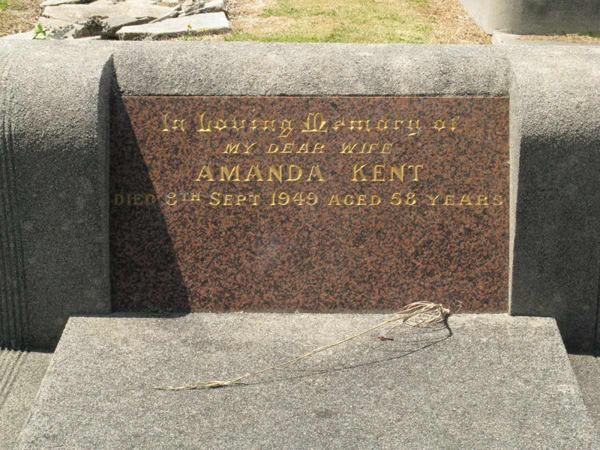 In Loving Memory of
MY DEAR WIFE
AMANDA KENT
DIED 8TH SEPT 1949 AGED 58 YEARS